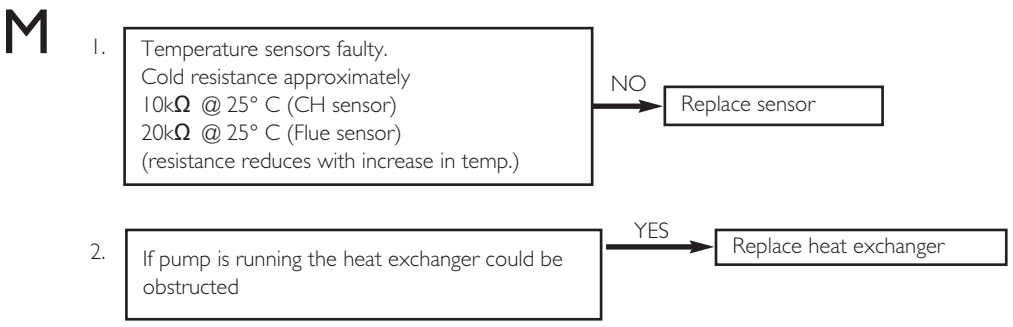 M
1.
Temperature sensors faulty.
Cold resistance approximately
10kΩ @ 25° C (CH sensor)
20kΩ @ 25° C (Flue sensor)
(resistance reduces with increase in temp.)
NO
Replace sensor
2.
If pump is running the heat exchanger could be
obstructed
YES
Replace heat exchanger